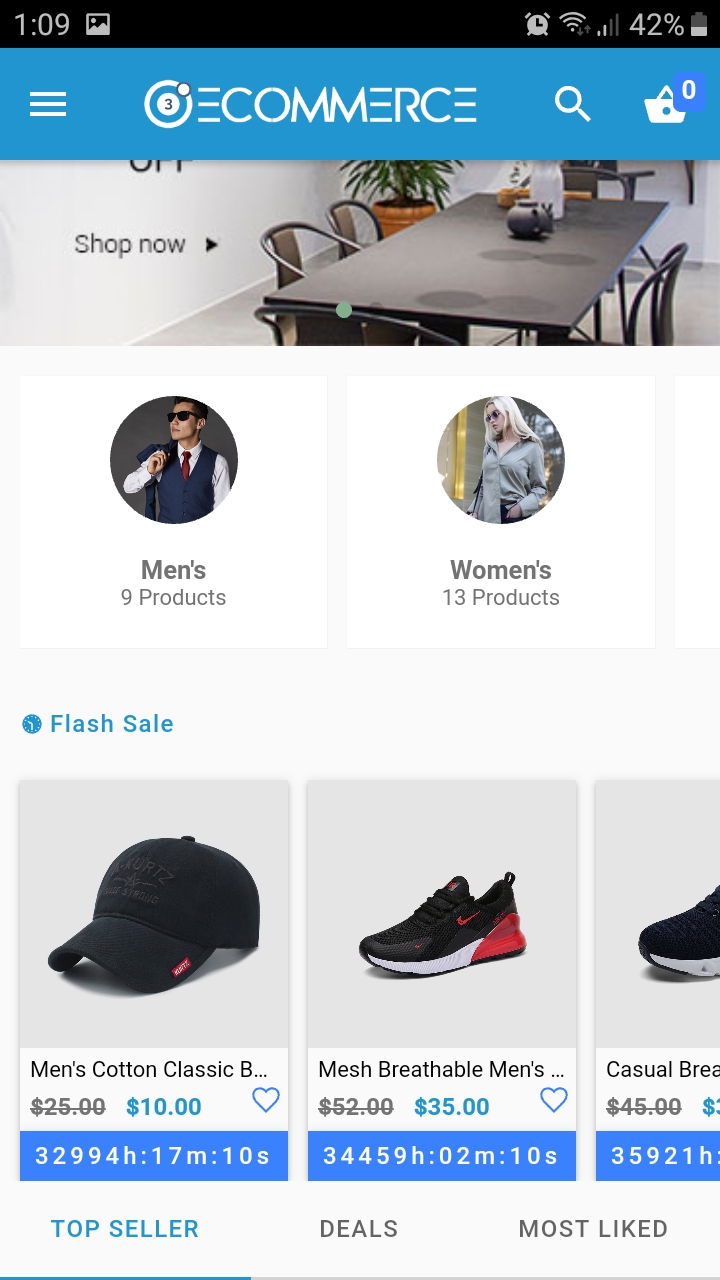 1:09 42%
3 ECOMMERCE 0
OFF
Shop now
Men's Women's
9 Products 13 Products
Flash Sale
KURTZ
KURTZ
Men's Cotton Classic B... Mesh Breathable Men's ... Casual Brea
$25.00 $10.00 $52.00 $35.00 $45.00
32994h:17m:10s 34459h:02m:10s 35921h:
TOP SELLER DEALS MOST LIKED